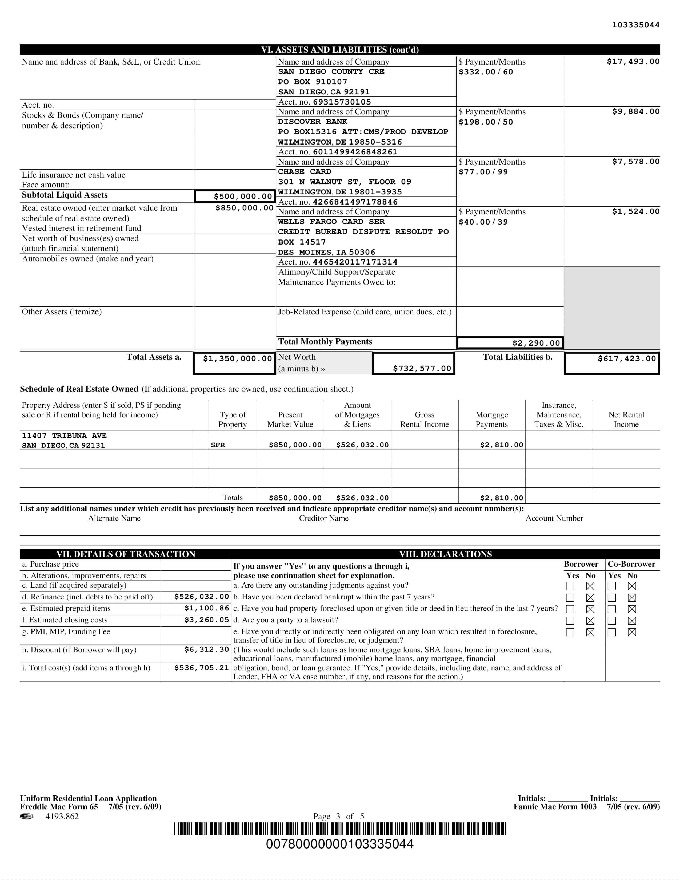 103335044
VI. ASSETS AND LIABILITIES (cont'd)
Name and address of Bank, S&L, or Credit Union
Acct. no.
Stocks & Bonds (Company name/
number & description)
Life insurance net cash value
Face amount:
Subtotal Liquid Assets $500,000.00
Real estate owned (enter market value from $850,000.00
schedule of real estate owned)
Vested interest in retirement fund
Net worth of business(es) owned
(attach financial statement)
Automobiles owned (make and year)
Other Assets (itemize)
Total Assets a. $1,350,000.00
Name and address of Company $ Payment/Months $17,493.00
SAN DIEGO COUNTY CRE $332.00/60
PO BOX 910107
SAN DIEGO, CA 92191
Acct. no. 69315730105
Name and address of Company $ Payment/Months $9,884.00
DISCOVER BANK $198.00/50
PO BOX15316 ATT:CMS/PROD DEVELOP
WILMINGTON, DE 19850-5316
Acct. no. 6011499426848261
Name and address of Company $ Payment/Months $7,578.00
CHASE CARD $77.00/99
301 N WALNUT ST, FLOOR 09
WILMINGTON, DE 19801-3935
Acct. no. 4266841497178846
Name and address of Company $ Payment/Months $1,524.00
WELLS FARGO CARD SER $40.00/39
CREDIT BUREAU DISPUTE RESOLUT PO
BOX 14517
DES MOINES, IA 50306
Acct. no. 4465420117171314
Alimony/Child Support/Separate
Maintenance Payments Owed to:
Job-Related Expense (child care, union dues, etc.)
Total Monthly Payments $2,290.00
Net Worth
(a minus b) » $732,577.00 Total Liabilities b. $617,423.00
Schedule of Real Estate Owned (If additional properties are owned, use continuation sheet.)
Property Address (enter S if sold, PS if pending
sale or R if rental being held for income)
Type of
Property
Present
Market Value
Amount
of Mortgages
& Liens
Gross
Rental Income
Mortgage
Payments
Insurance,
Maintenance,
Taxes & Misc.
Net Rental
Income
11407 TRIBUNA AVE
SAN DIEGO, CA 92131 SFR $850,000.00 $526,032.00 $2,810.00
Totals $850,000.00 $526,032.00 $2,810.00
List any additional names under which credit has previously been received and indicate appropriate creditor name(s) and account number(s):
Alternate Name Creditor Name Account Number
VII. DETAILS OF TRANSACTION
a. Purchase price
b. Alterations, improvements, repairs
c. Land (if acquired separately)
d. Refinance (incl. debts to be paid off) $526,032.00
e. Estimated prepaid items $1,100.86
f. Estimated closing costs $3,260.05
g. PMI, MIP, Funding Fee
h. Discount (if Borrower will pay) $6,312.30
i. Total cost(s) (add items a through h) $536,705.21
VIII. DECLARATIONS
If you answer "Yes" to any questions a through i,
please use continuation sheet for explanation.
Borrower Co-Borrower
Yes No Yes No
a. Are there any outstanding judgments against you?
b. Have you been declared bankrupt within the past 7 years?
c. Have you had property foreclosed upon or given title or deed in lieu thereof in the last 7 years?
d. Are you a party to a lawsuit?
e. Have you directly or indirectly been obligated on any loan which resulted in foreclosure,
transfer of title in lieu of foreclosure, or judgment?
(This would include such loans as home mortgage loans, SBA loans, home improvement loans,
educational loans, manufactured (mobile) home loans, any mortgage, financial
obligation, bond, or loan guarantee. If "Yes," provide details, including date, name, and address of
Lender, FHA or VA case number, if any, and reasons for the action.)
Uniform Residential Loan Application
Freddie Mac Form 65 7/05 (rev. 6/09)
4193.862
Page 3 of 5
Initials: Initials:
Fannie Mae Form 1003 7/05 (rev. 6/09)
00780000000103335044